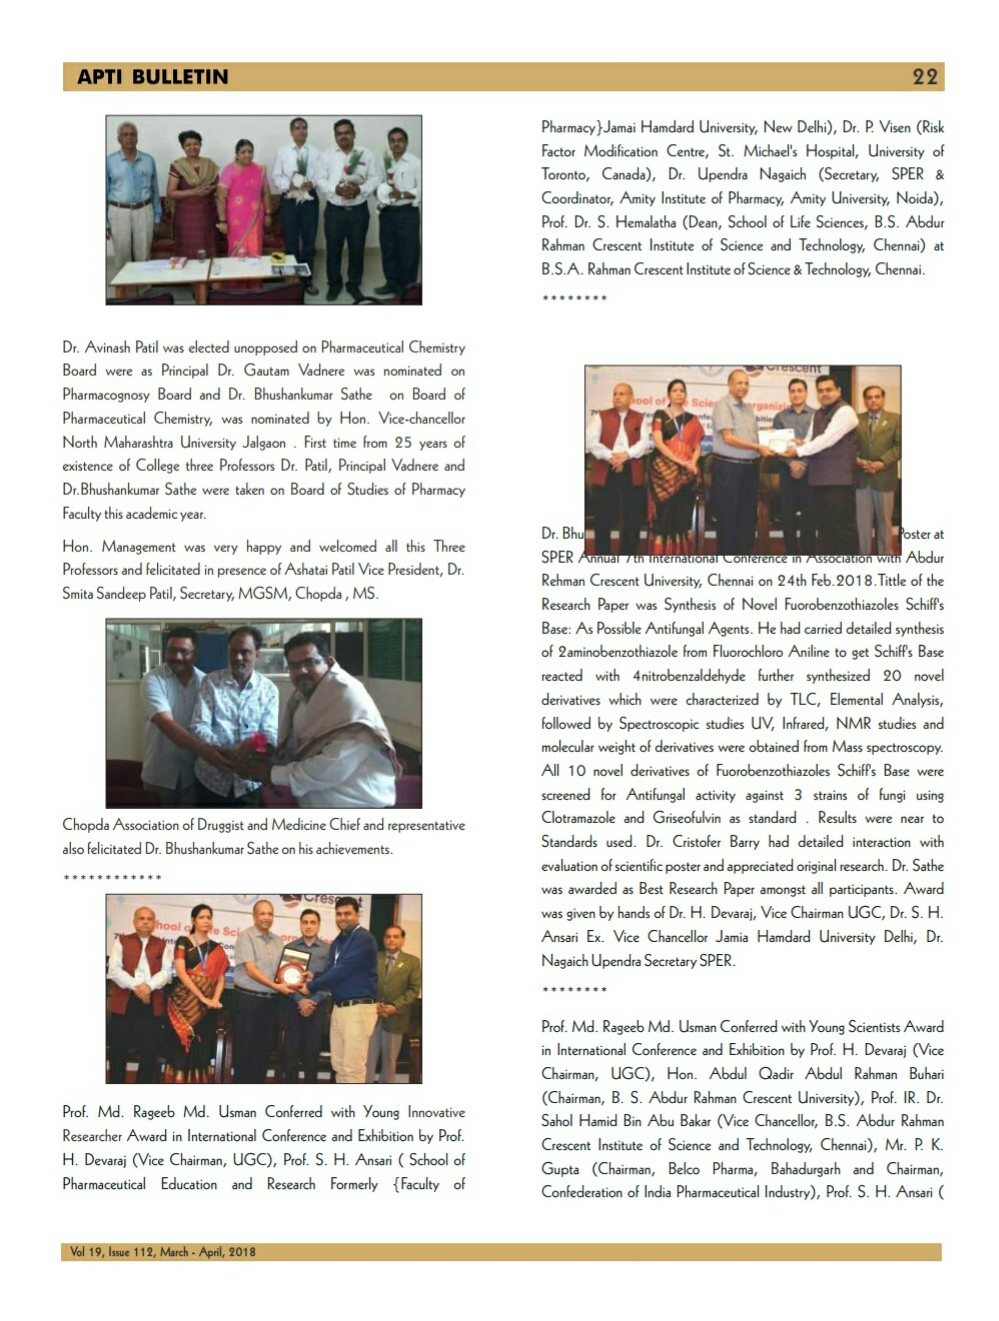 APTI BULLETIN
22
Dr. Avinash Patil was elected unopposed on Pharmaceutical Chemistry
Board were as Principal Dr. Gautam Vadnere was nominated on
Pharmacognosy Board and Dr. Bhushankumar Sathe on Board of
Pharmaceutical Chemistry, was nominated by Hon. Vice-chancellor
North Maharashtra University Jalgaon . First time from 25 years of
existence of College three Professors Dr. Patil, Principal Vadnere and
Dr.Bhushankumar Sathe were taken on Board of Studies of Pharmacy
Faculty this academic year.
Hon. Management was very happy and welcomed all this Three
Professors and felicitated in presence of Ashatai Patil Vice President, Dr.
Smita Sandeep Patil, Secretary, MGSM, Chopda , MS.
Chopda Association of Druggist and Medicine Chief and representative
also felicitated Dr. Bhushankumar Sathe on his achievements.
************
Crescent
Prof. Md. Rageeb Md. Usman Conferred with Young Innovative
Researcher Award in International Conference and Exhibition by Prof.
H. Devaraj (Vice Chairman, UGC), Prof. S. H. Ansari ( School of
Pharmaceutical Education and Research Formerly {Faculty of
Pharmacy}Jamai Hamdard University, New Delhi), Dr. P. Visen (Risk
Factor Modification Centre, St. Michael's Hospital, University of
Toronto, Canada), Dr. Upendra Nagaich (Secretary, SPER &
Coordinator, Amity Institute of Pharmacy, Amity University, Noida),
Prof. Dr. S. Hemalatha (Dean, School of Life Sciences, B.S. Abdur
Rahman Crescent Institute of Science and Technology, Chennai) at
B.S.A. Rahman Crescent Institute of Science & Technology, Chennai.
********
Crescent
Dr. Bhu Poster at
SPER Annual 7th International Conference in Association with Abdur
Rehman Crescent University, Chennai on 24th Feb.2018.Tittle of the
Research Paper was Synthesis of Novel Fuorobenzothiazoles Schiff's
Base: As Possible Antifungal Agents. He had carried detailed synthesis
of 2aminobenzothiazole from Fluorochloro Aniline to get Schiff's Base
reacted with 4nitrobenzaldehyde further synthesized 20 novel
derivatives which were characterized by TLC, Elemental Analysis,
followed by Spectroscopic studies UV, Infrared, NMR studies and
molecular weight of derivatives were obtained from Mass spectroscopy.
All 10 novel derivatives of Fuorobenzothiazoles Schiff's Base were
screened for Antifungal activity against 3 strains of fungi using
Clotramazole and Griseofulvin as standard . Results were near to
Standards used. Dr. Cristofer Barry had detailed interaction with
evaluation of scientific poster and appreciated original research. Dr. Sathe
was awarded as Best Research Paper amongst all participants. Award
was given by hands of Dr. H. Devaraj, Vice Chairman UGC, Dr. S. H.
Ansari Ex. Vice Chancellor Jamia Hamdard University Delhi, Dr.
Nagaich Upendra Secretary SPER.
********
Prof. Md. Rageeb Md. Usman Conferred with Young Scientists Award
in International Conference and Exhibition by Prof. H. Devaraj (Vice
Chairman, UGC), Hon. Abdul Qadir Abdul Rahman Buhari
(Chairman, B. S. Abdur Rahman Crescent University), Prof. IR. Dr.
Sahol Hamid Bin Abu Bakar (Vice Chancellor, B.S. Abdur Rahman
Crescent Institute of Science and Technology, Chennai), Mr. P. K.
Gupta (Chairman, Belco Pharma, Bahadurgarh and Chairman,
Confederation of India Pharmaceutical Industry), Prof. S. H. Ansari (
Vol 19, Issue 112, March - April, 2018